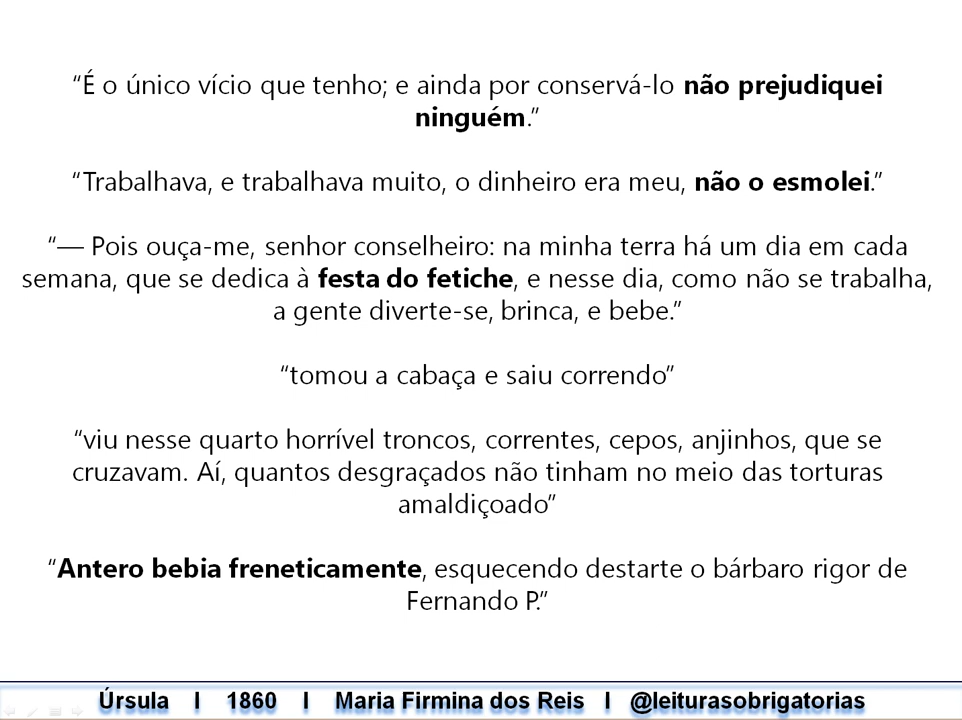 “É o único vício que tenho; e ainda por conservá-lo não prejudiquei
ninguém.”
“Trabalhava, e trabalhava muito, o dinheiro era meu, não o esmolei.”
“— Pois ouça-me, senhor conselheiro: na minha terra há um dia em cada
semana, que se dedica à festa do fetiche, e nesse dia, como não se trabalha,
a gente diverte-se, brinca, e bebe.”
“tomou a cabaça e saiu correndo”
“viu nesse quarto horrível troncos, correntes, cepos, anjinhos, que se
cruzavam. Aí, quantos desgraçados não tinham no meio das torturas
amaldiçoado”
“Antero bebia freneticamente, esquecendo destarte o bárbaro rigor de
Fernando P.”
Úrsula I 1860 I Maria Firmina dos Reis I @leiturasobrigatorias